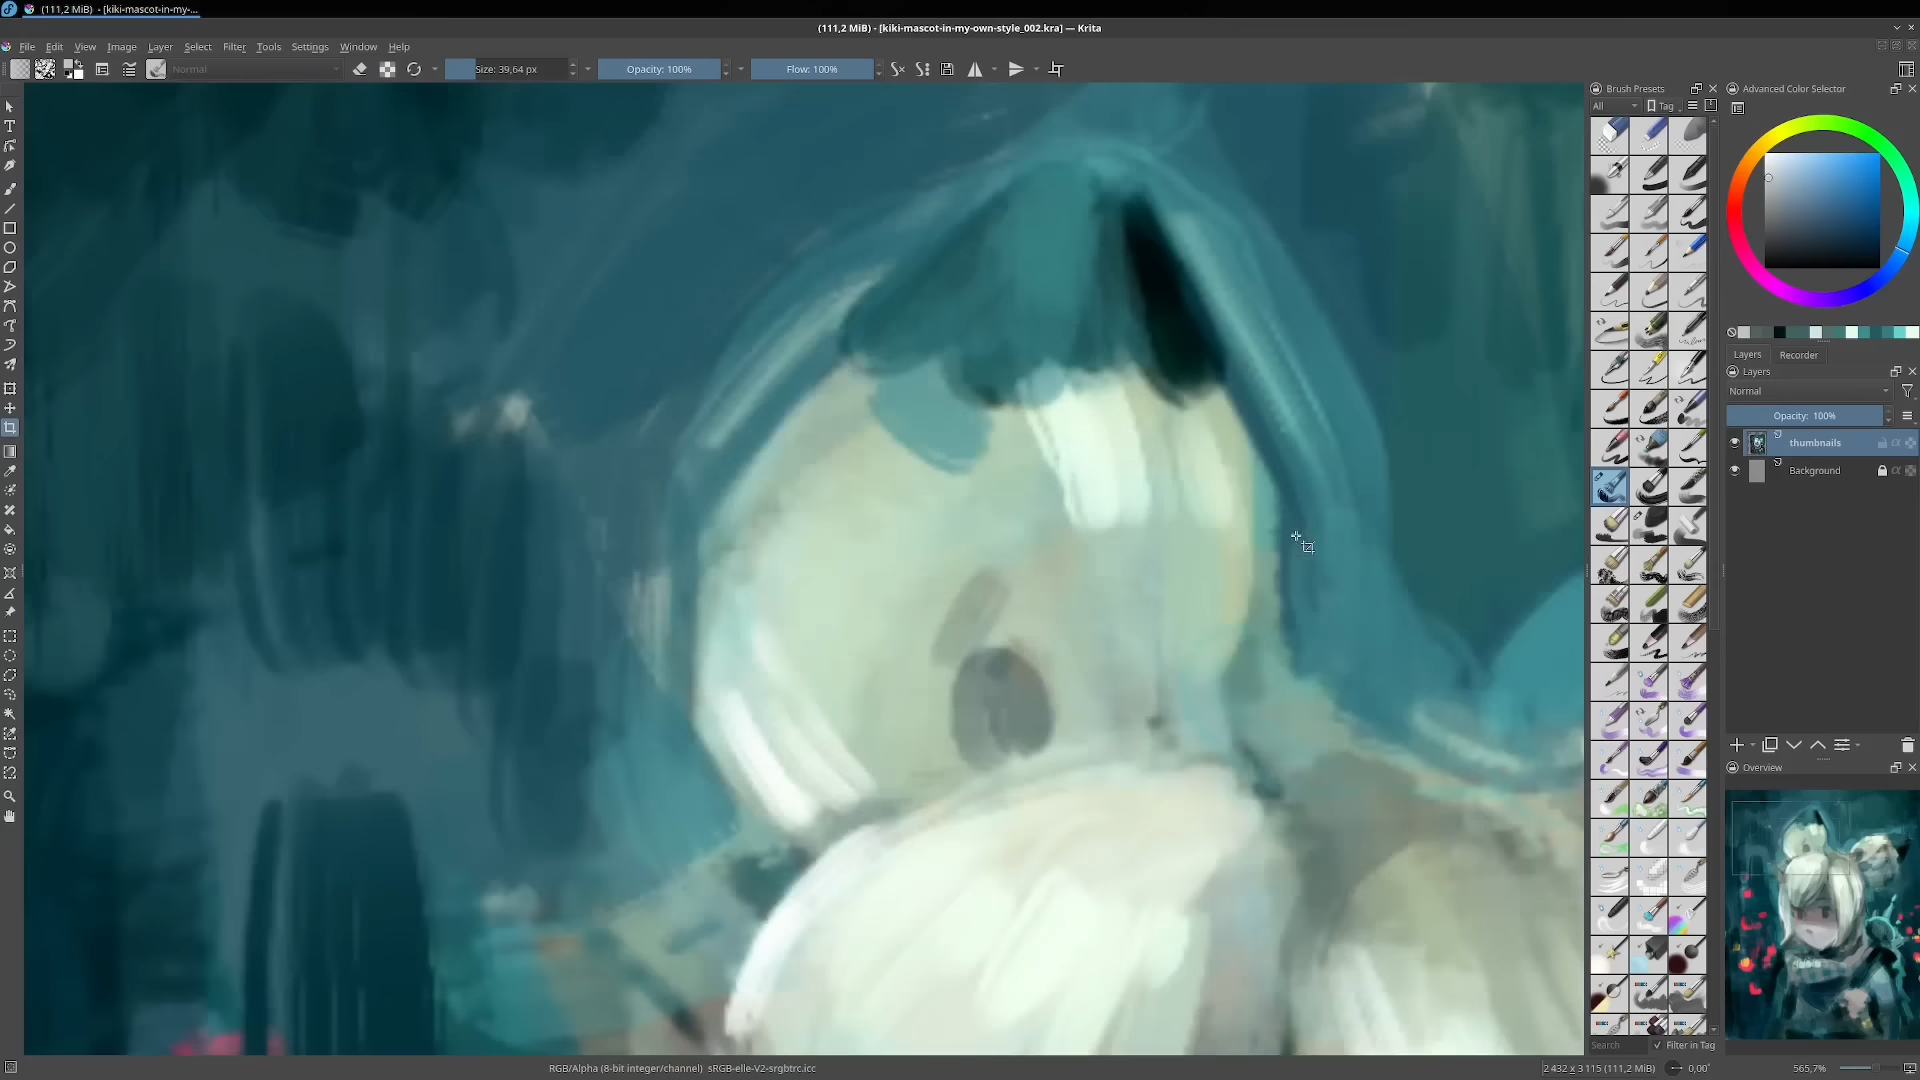 (111,2 MiB) - [kiki-mascot-in-my-...
(111,2 MiB) - [kiki-mascot-in-my-own-style_002.kra] — Krita
File Edit View Image Layer Select Filter Tools Settings Window Help
Normal Size: 39,64 px Opacity: 100% Flow: 100%
Brush Presets
All Tag
Advanced Color Selector
Layers Recorder
Layers
Normal
Opacity: 100%
thumbnails
Background
Overview
Search Filter in Tag
RGB/Alpha (8-bit integer/channel) sRGB-elle-V2-srgbtrc.icc 2 432 x 3 115 (111,2 MiB) 0,00° 565,7%